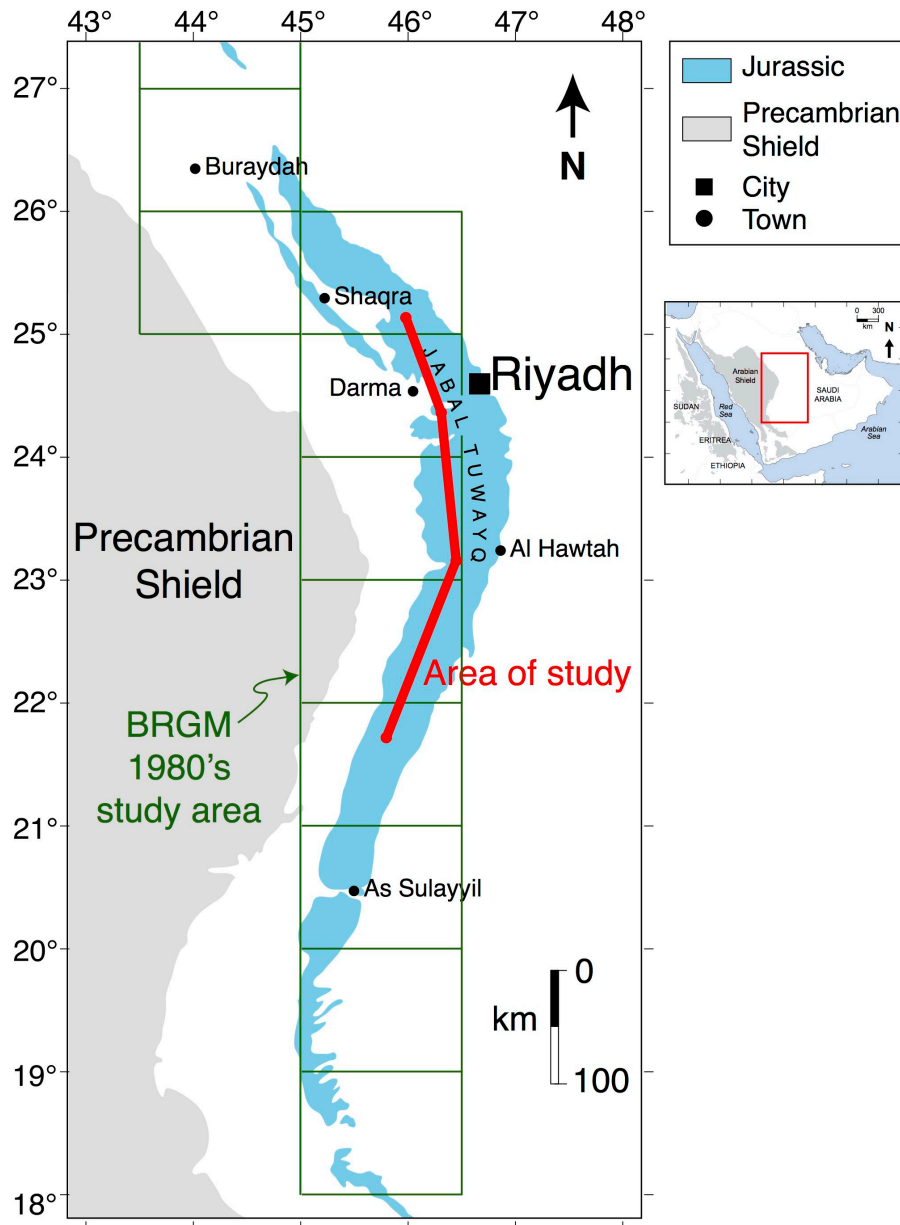 43° 44° 45° 46° 47° 48°
27°
26°
25°
24°
23°
22°
21°
20°
19°
18°
N
Buraydah
Shaqra
Darma
Riyadh
JABAL TUWAYQ
Al Hawtah
Precambrian
Shield
Area of study
BRGM
1980's
study area
As Sulayyil
km
0
100
Jurassic
Precambrian
Shield
City
Town
0 300
km
N
Arabian
Shield
SAUDI
ARABIA
Red
Sea
SUDAN
ERITREA
ETHIOPIA
Arabian
Sea